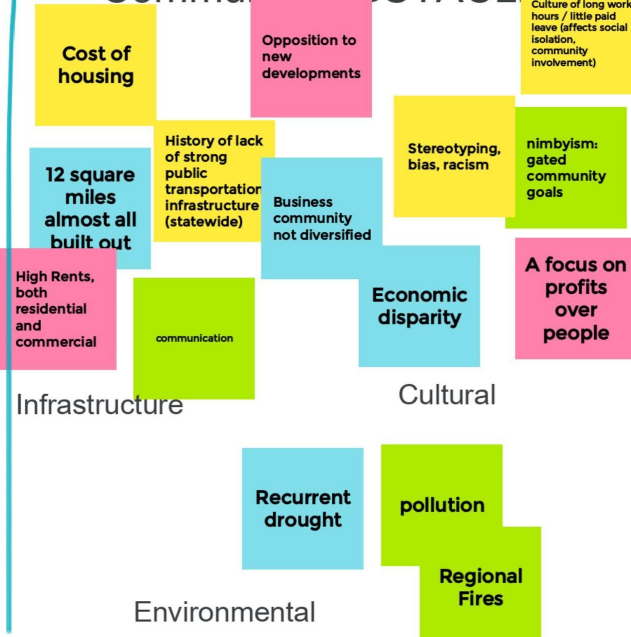 Culture of long work
hours / little paid
leave (affects social
isolation,
community
involvement)
Cost of
housing
Opposition to
new
developments
History of lack
of strong
public
transportation
infrastructure
(statewide)
Stereotyping,
bias, racism
nimbyism:
gated
community
goals
12 square
miles
almost all
built out
Business
community
not diversified
High Rents,
both
residential
and
commercial
communication
Economic
disparity
A focus on
profits
over
people
Infrastructure
Cultural
Recurrent
drought
pollution
Regional
Fires
Environmental